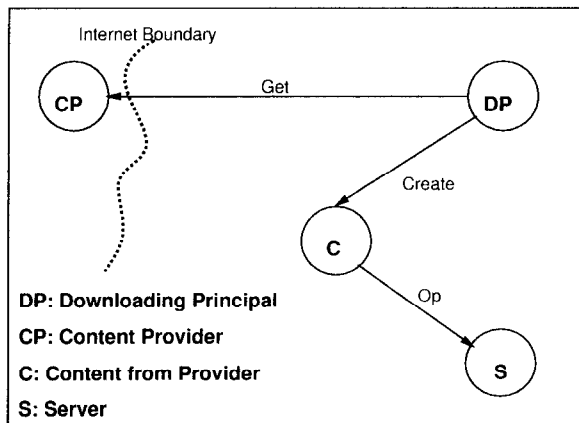 Internet Boundary
Get
CP
DP
Create
C
Op
S
DP: Downloading Principal
CP: Content Provider
C: Content from Provider
S: Server